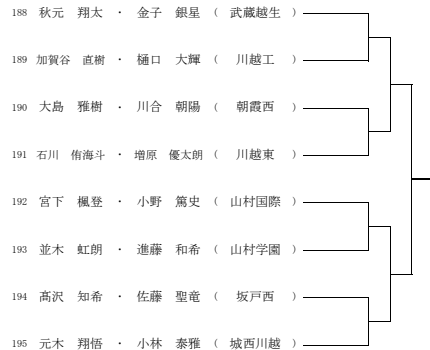 188 秋元　翔太 ・ 金子　銀星 （ 武蔵越生 ）
189 加賀谷　直樹 ・ 樋口　大輝 （ 川越工 ）
190 大島　雅樹 ・ 川合　朝陽 （ 朝霞西 ）
191 石川　侑海斗 ・ 増原　優太朗 （ 川越東 ）
192 宮下　楓登 ・ 小野　篤史 （ 山村国際 ）
193 並木　虹朗 ・ 進藤　和希 （ 山村学園 ）
194 髙沢　知希 ・ 佐藤　聖竜 （ 坂戸西 ）
195 元木　翔悟 ・ 小林　泰雅 （ 城西川越 ）